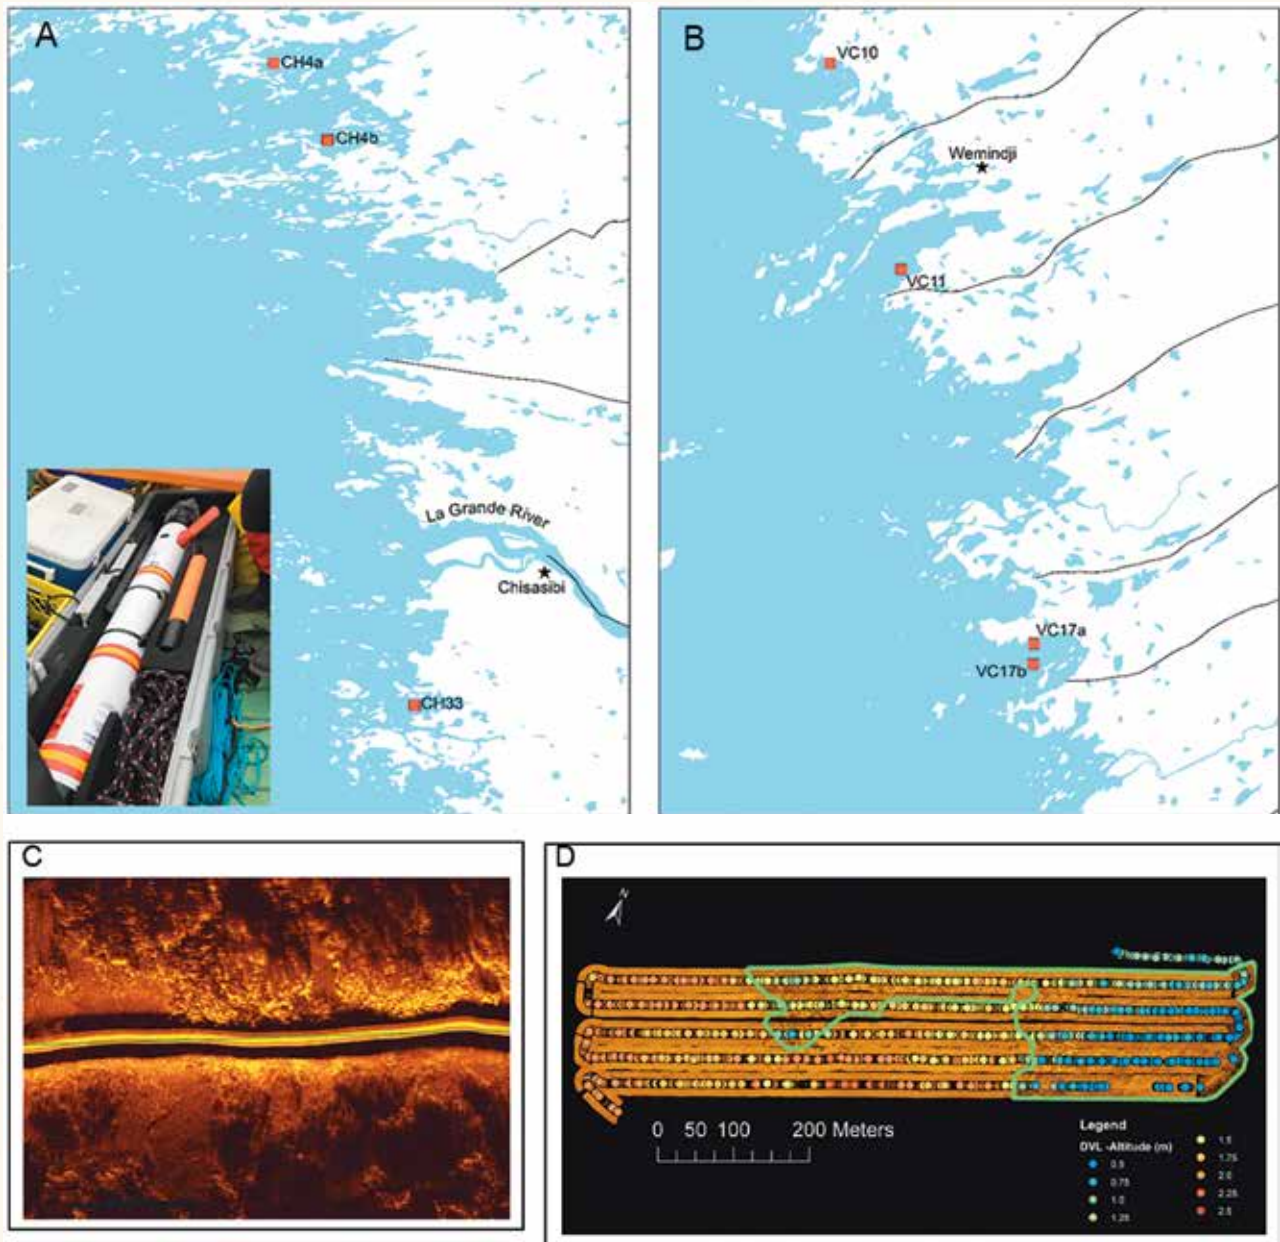 A
CH4a
CH4b
La Grande River
Chisasibi
CH33
B
VC10
Wemindji
VC11
VC17a
VC17b
C
D
N
0 50 100 200 Meters
Legend
DVL -Altitude (m)
0.5
0.75
1.0
1.25
1.5
1.75
2.0
2.25
2.5